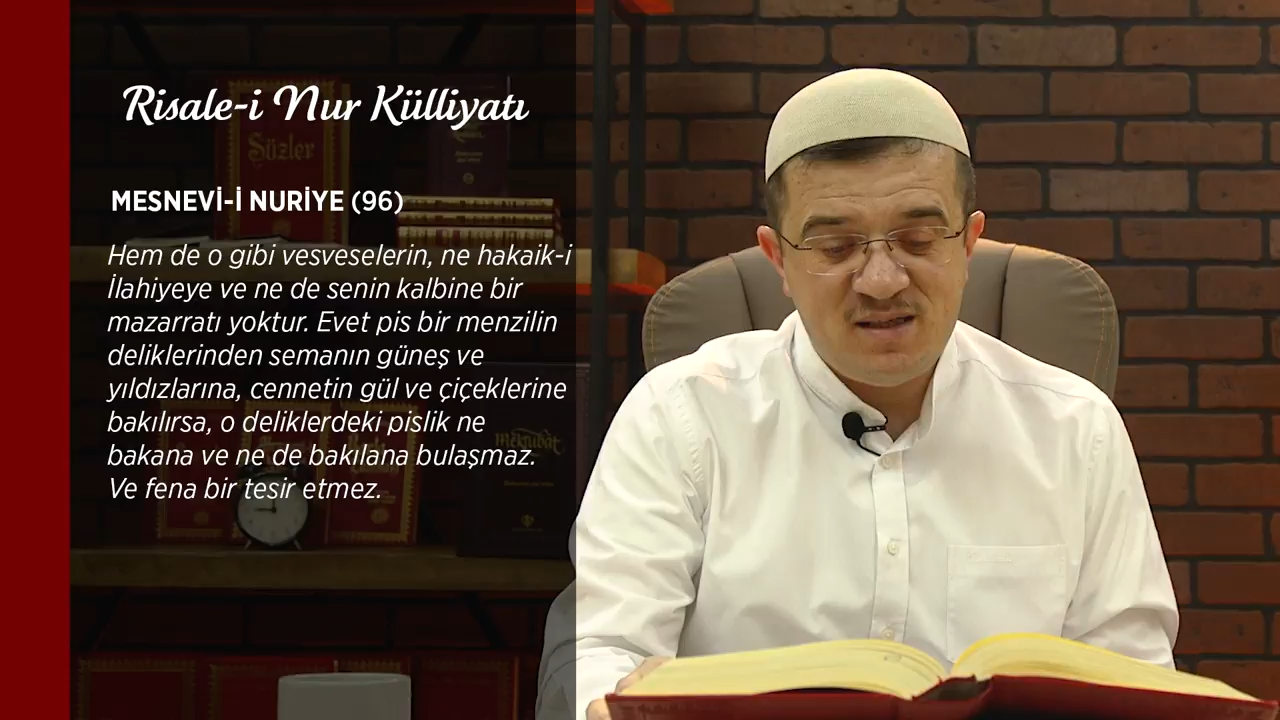 Risale-i Nur Külliyatı
Sözler
MESNEVİ-İ NURİYE (96)
Hem de o gibi vesveselerin, ne hakaik-i
İlahiyeye ve ne de senin kalbine bir
mazarratı yoktur. Evet pis bir menzilin
deliklerinden semanın güneş ve
yıldızlarına, cennetin gül ve çiçeklerine
bakılırsa, o deliklerdeki pislik ne
bakana ve ne de bakılana bulaşmaz.
Mektubat
Ve fena bir tesir etmez.